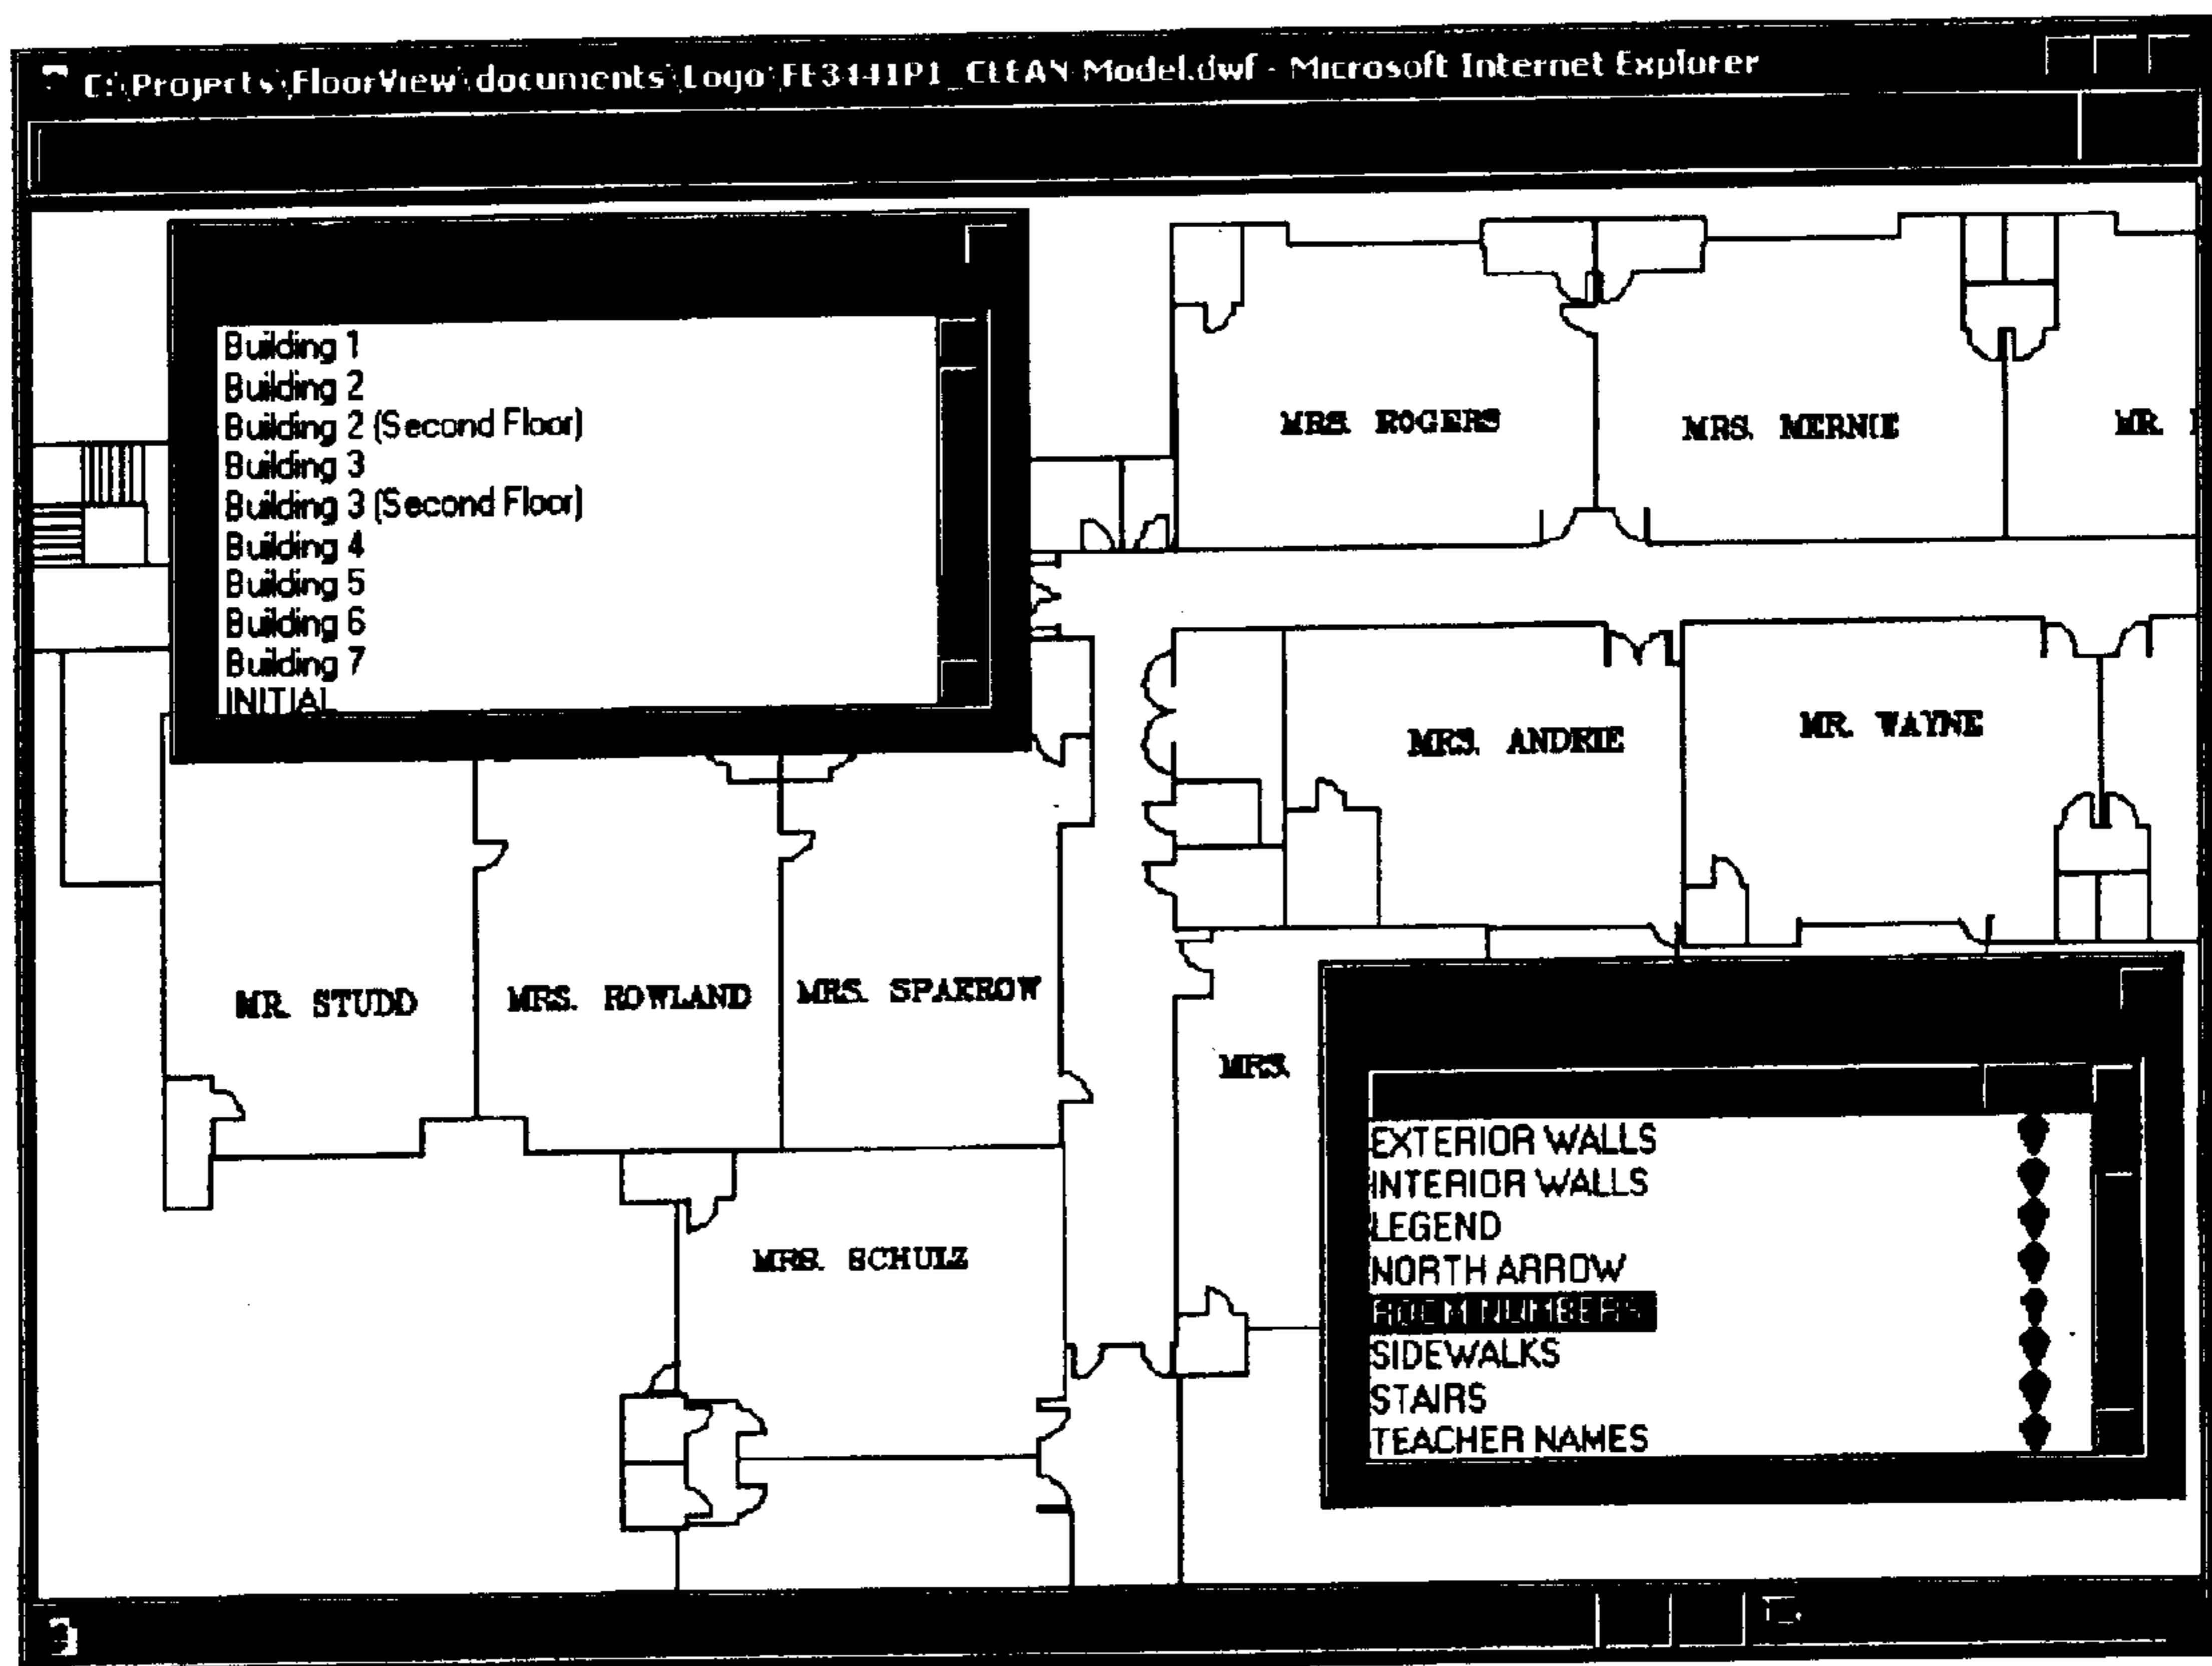 C:\Projects\FloorView\documents\Logo\FE3441P1_CLEAN-Model.dwf - Microsoft Internet Explorer
Building 1
Building 2
Building 2 (Second Floor)
Building 3
Building 3 (Second Floor)
Building 4
Building 5
Building 6
Building 7
INITIAL
MRS. ROGERS
MRS. MERNIE
MR.
MRS. ANDRIE
MR. WAYNE
MR. STUDD
MRS. ROWLAND
MRS. SPARROW
MRS.
MRS. SCHULZ
EXTERIOR WALLS
INTERIOR WALLS
LEGEND
NORTH ARROW
ROOM NUMBERS
SIDEWALKS
STAIRS
TEACHER NAMES